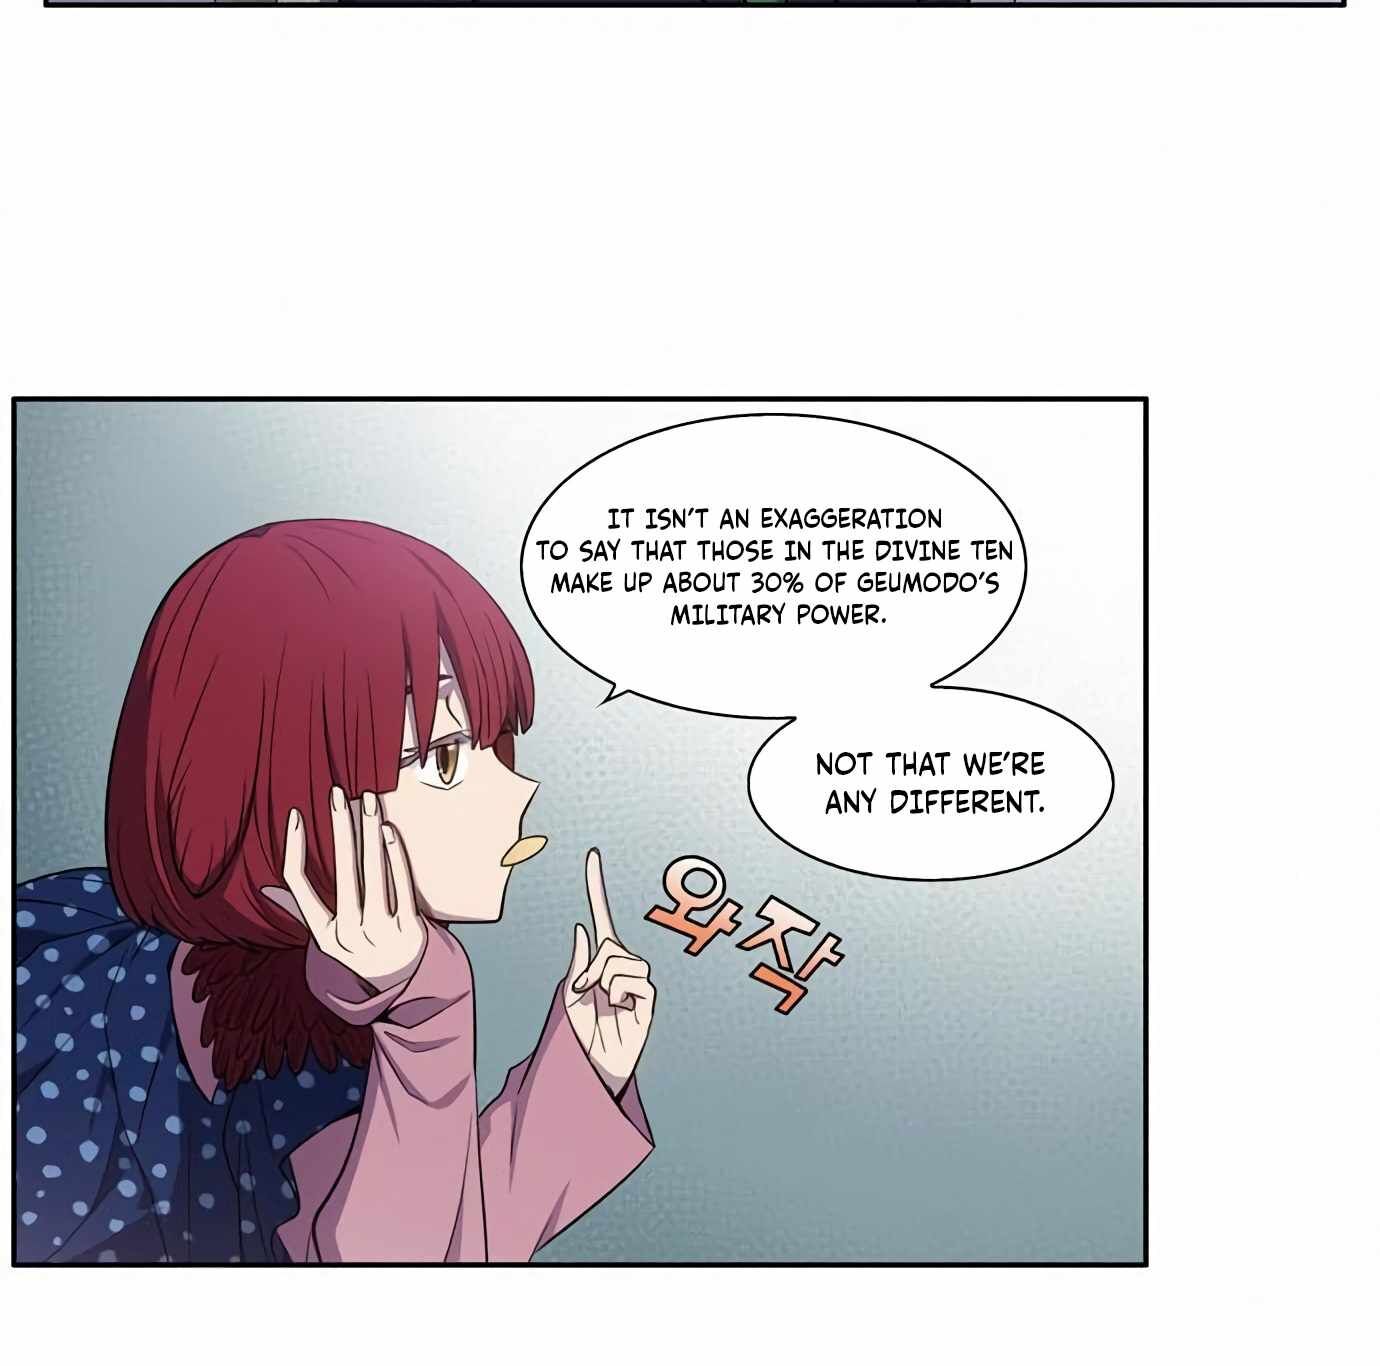 IT ISN'T AN EXAGGERATION
TO SAY THAT THOSE IN THE DIVINE TEN
MAKE UP ABOUT 30% OF GEUMODO'S
MILITARY POWER.
NOT THAT WE'RE
ANY DIFFERENT.
와작